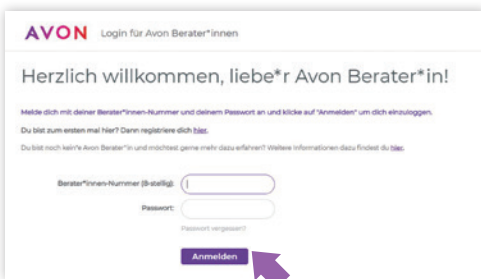 AVON Login für Avon Berater*innen
Herzlich willkommen, liebe*r Avon Berater*in!
Melde dich mit deiner Berater*innen-Nummer und deinem Passwort an und klicke auf "Anmelden" um dich einzuloggen.
Du bist zum ersten mal hier? Dann registriere dich hier.
Du bist noch kein*e Avon Berater*in und möchtest gerne mehr dazu erfahren? Weitere Informationen dazu findest du hier.
Berater*innen-Nummer (8-stellig):
Passwort:
Passwort vergessen?
Anmelden